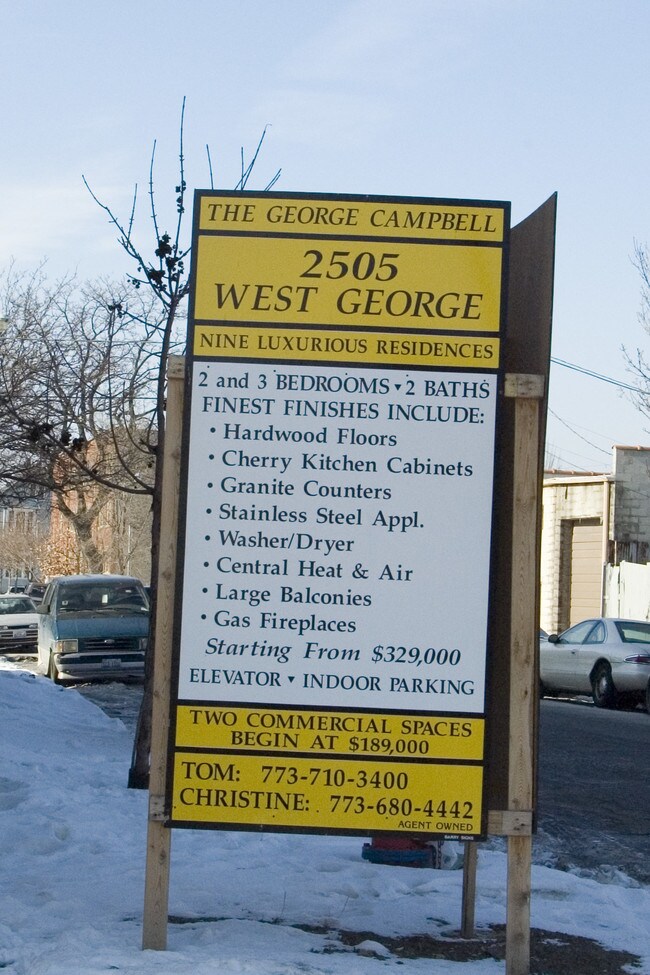 THE GEORGE CAMPBELL
2505
WEST GEORGE
NINE LUXURIOUS RESIDENCES
2 and 3 BEDROOMS ▾ 2 BATHS
FINEST FINISHES INCLUDE:
• Hardwood Floors
• Cherry Kitchen Cabinets
• Granite Counters
• Stainless Steel Appl.
• Washer/Dryer
• Central Heat & Air
• Large Balconies
• Gas Fireplaces
Starting From $329,000
ELEVATOR ▾ INDOOR PARKING
TWO COMMERCIAL SPACES
BEGIN AT $189,000
TOM: 773-710-3400
CHRISTINE: 773-680-4442
AGENT OWNED